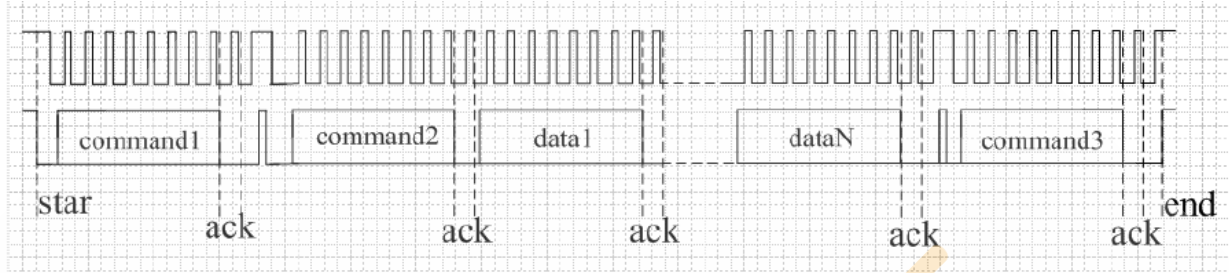 command1 command2 data1 dataN command3
star end
ack ack ack ack ack